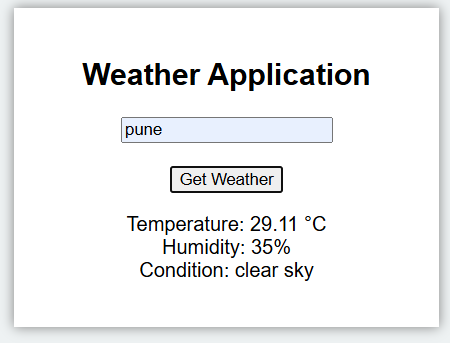 Weather Application
pune
Get Weather
Temperature: 29.11 °C
Humidity: 35%
Condition: clear sky